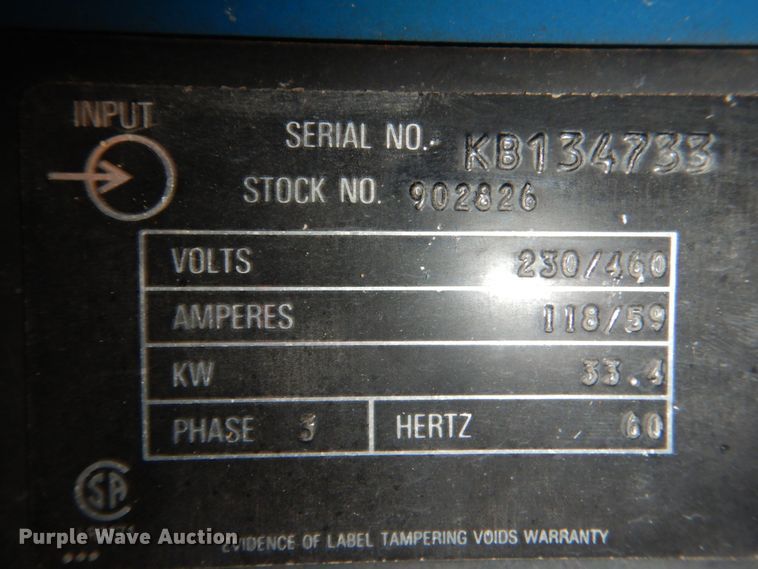 INPUT
SERIAL NO. KB134733
STOCK NO. 902826
VOLTS 230/460
AMPERES 118/59
KW 33.4
PHASE 3 HERTZ 60
SA
Purple Wave Auction
EVIDENCE OF LABEL TAMPERING VOIDS WARRANTY